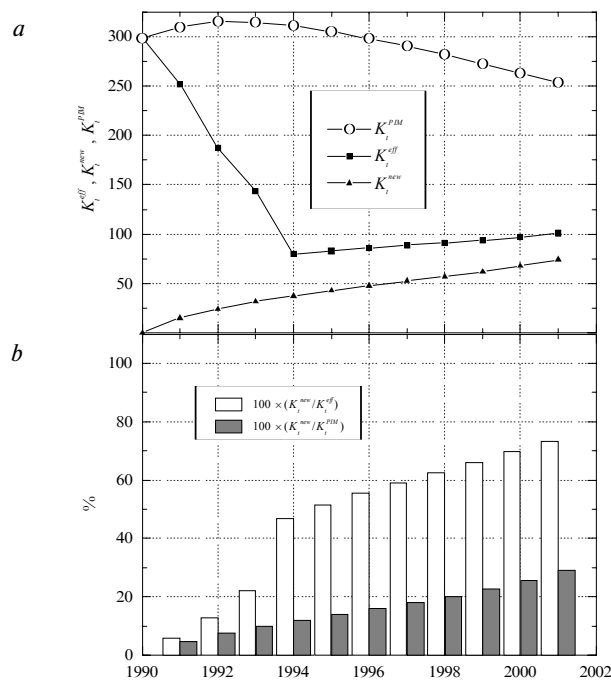 a
300
250
200
150
100
50
K_t^eff , K_t^new , K_t^PIM
K_t^PIM
K_t^eff
K_t^new
b
100
80
60
40
20
0
%
100 × (K_t^new/K_t^eff)
100 × (K_t^new/K_t^PIM)
1990 1992 1994 1996 1998 2000 2002